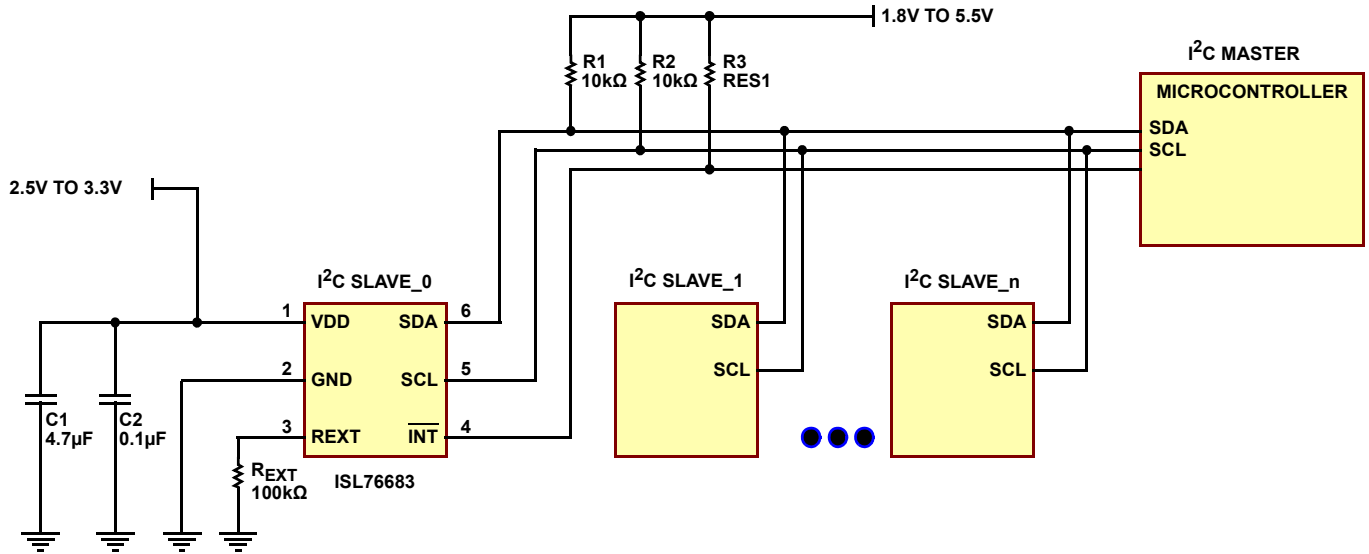 1.8V TO 5.5V
R1
10kΩ
R2
10kΩ
R3
RES1
I²C MASTER
MICROCONTROLLER
SDA
SCL
2.5V TO 3.3V
I²C SLAVE_0
1
VDD
SDA
6
2
GND
SCL
5
3
REXT
INT
4
ISL76683
C1
4.7µF
C2
0.1µF
REXT
100kΩ
I²C SLAVE_1
SDA
SCL
I²C SLAVE_n
SDA
SCL